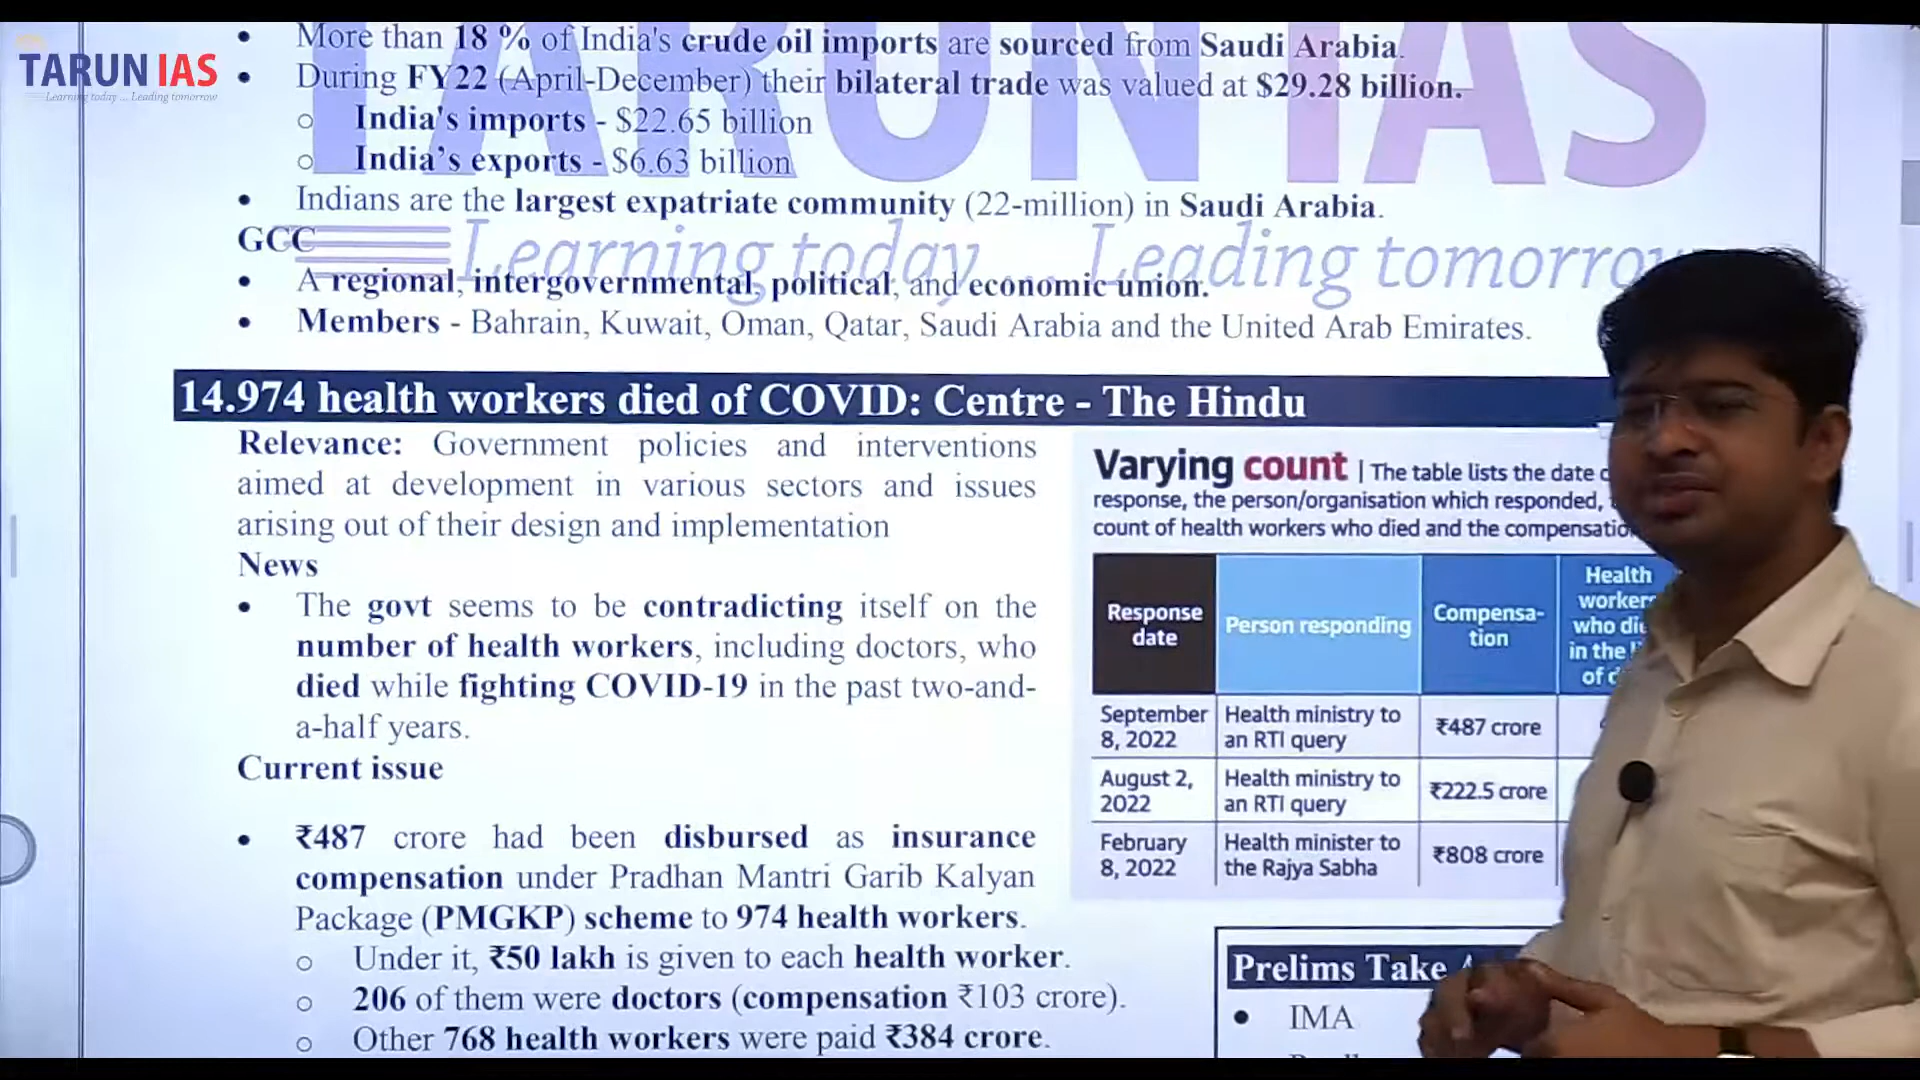 TARUN IAS
Learning today ... Leading tomorrow
TARUN IAS
Learning today ... Leading tomorrow
• More than 18 % of India's crude oil imports are sourced from Saudi Arabia.
• During FY22 (April-December) their bilateral trade was valued at $29.28 billion.
o India's imports - $22.65 billion
o India’s exports - $6.63 billion
• Indians are the largest expatriate community (22-million) in Saudi Arabia.
GCC
• A regional, intergovernmental, political, and economic union.
• Members - Bahrain, Kuwait, Oman, Qatar, Saudi Arabia and the United Arab Emirates.
14.974 health workers died of COVID: Centre - The Hindu
Relevance: Government policies and interventions
aimed at development in various sectors and issues
arising out of their design and implementation
News
• The govt seems to be contradicting itself on the
number of health workers, including doctors, who
died while fighting COVID-19 in the past two-and-
a-half years.
Current issue
• ₹487 crore had been disbursed as insurance
compensation under Pradhan Mantri Garib Kalyan
Package (PMGKP) scheme to 974 health workers.
o Under it, ₹50 lakh is given to each health worker.
o 206 of them were doctors (compensation ₹103 crore).
o Other 768 health workers were paid ₹384 crore.
Varying count | The table lists the date
response, the person/organisation which responded,
count of health workers who died and the
Response
date
Person responding
Compensa-
tion
Health
who
in the
of
September
8, 2022
Health ministry to
an RTI query
₹487 crore
August 2,
2022
Health ministry to
an RTI query
₹222.5 crore
February
8, 2022
Health minister to
the Rajya Sabha
₹808 crore
Prelims Take
• IMA